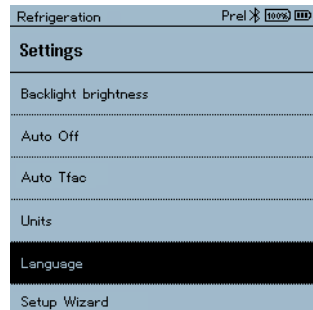 Refrigeration Prel 100%
Settings
Backlight brightness
Auto Off
Auto Tfac
Units
Language
Setup Wizard